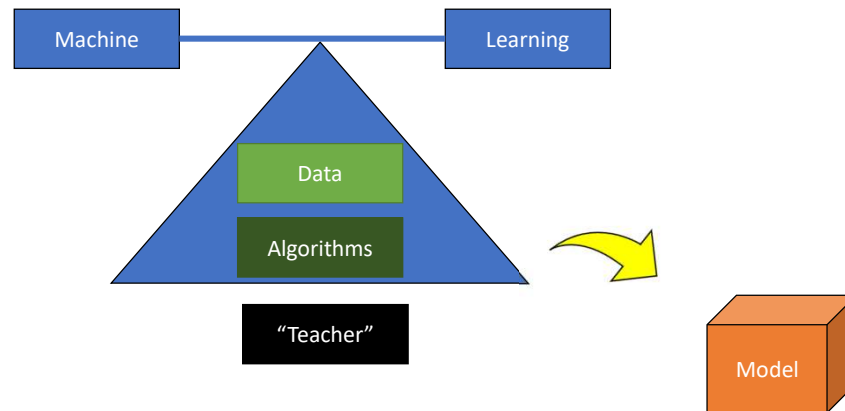 Machine
Learning
Data
Algorithms
“Teacher”
Model